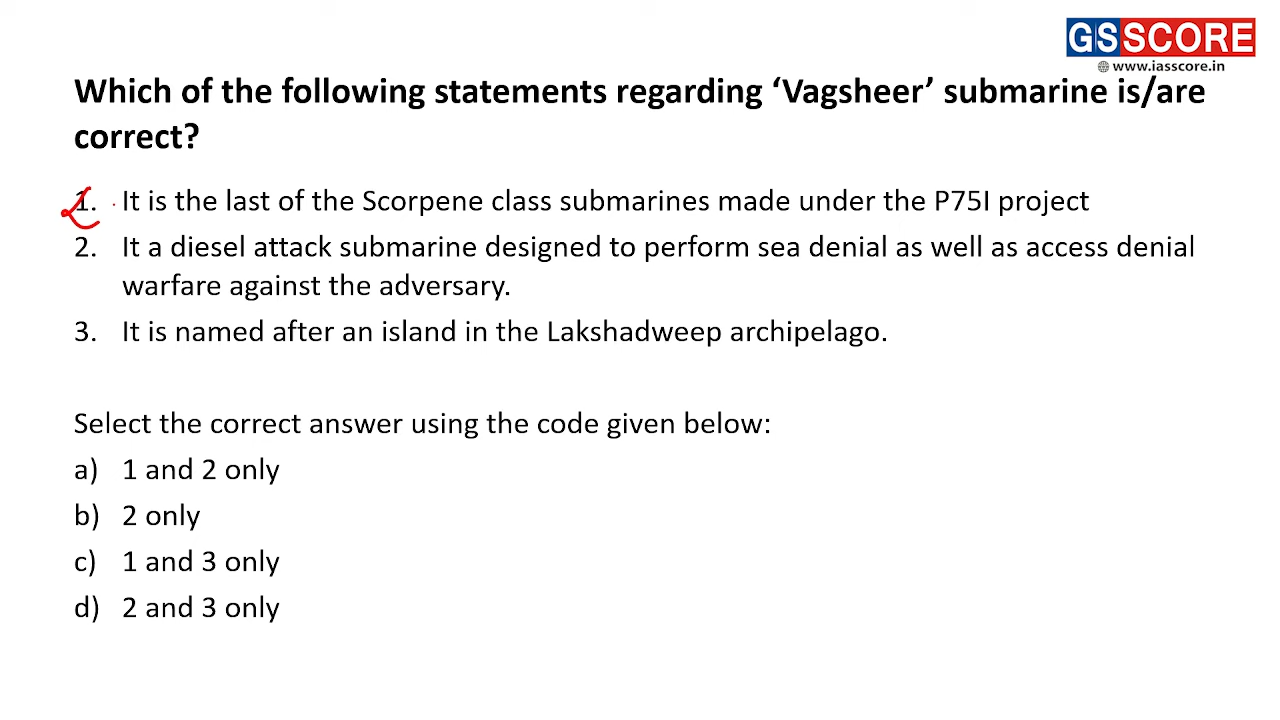 GSSCORE
www.iasscore.in
Which of the following statements regarding ‘Vagsheer’ submarine is/are
correct?
1. It is the last of the Scorpene class submarines made under the P75I project
2. It a diesel attack submarine designed to perform sea denial as well as access denial
warfare against the adversary.
3. It is named after an island in the Lakshadweep archipelago.
Select the correct answer using the code given below:
a) 1 and 2 only
b) 2 only
c) 1 and 3 only
d) 2 and 3 only